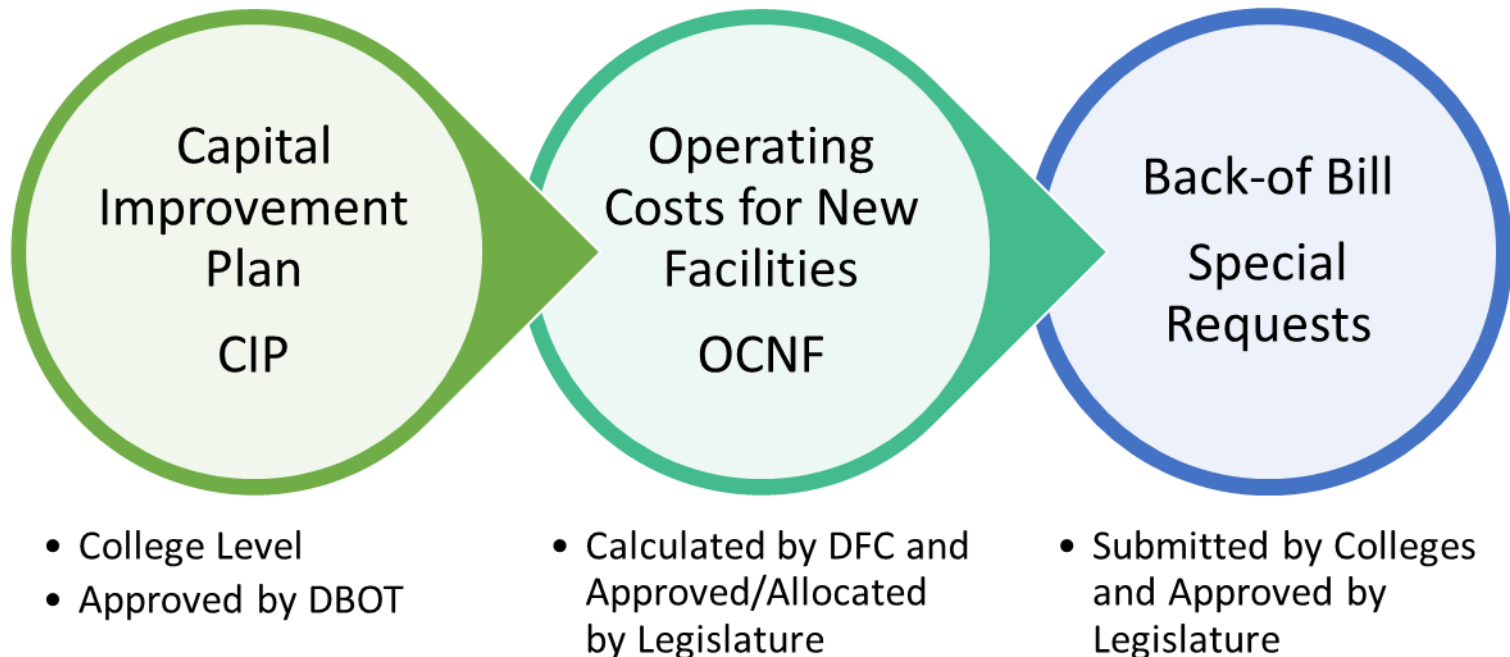 Capital
Improvement
Plan
CIP
Operating
Costs for New
Facilities
OCNF
Back-of Bill
Special
Requests
• College Level
• Approved by DBOT
• Calculated by DFC and
Approved/Allocated
by Legislature
• Submitted by Colleges
and Approved by
Legislature